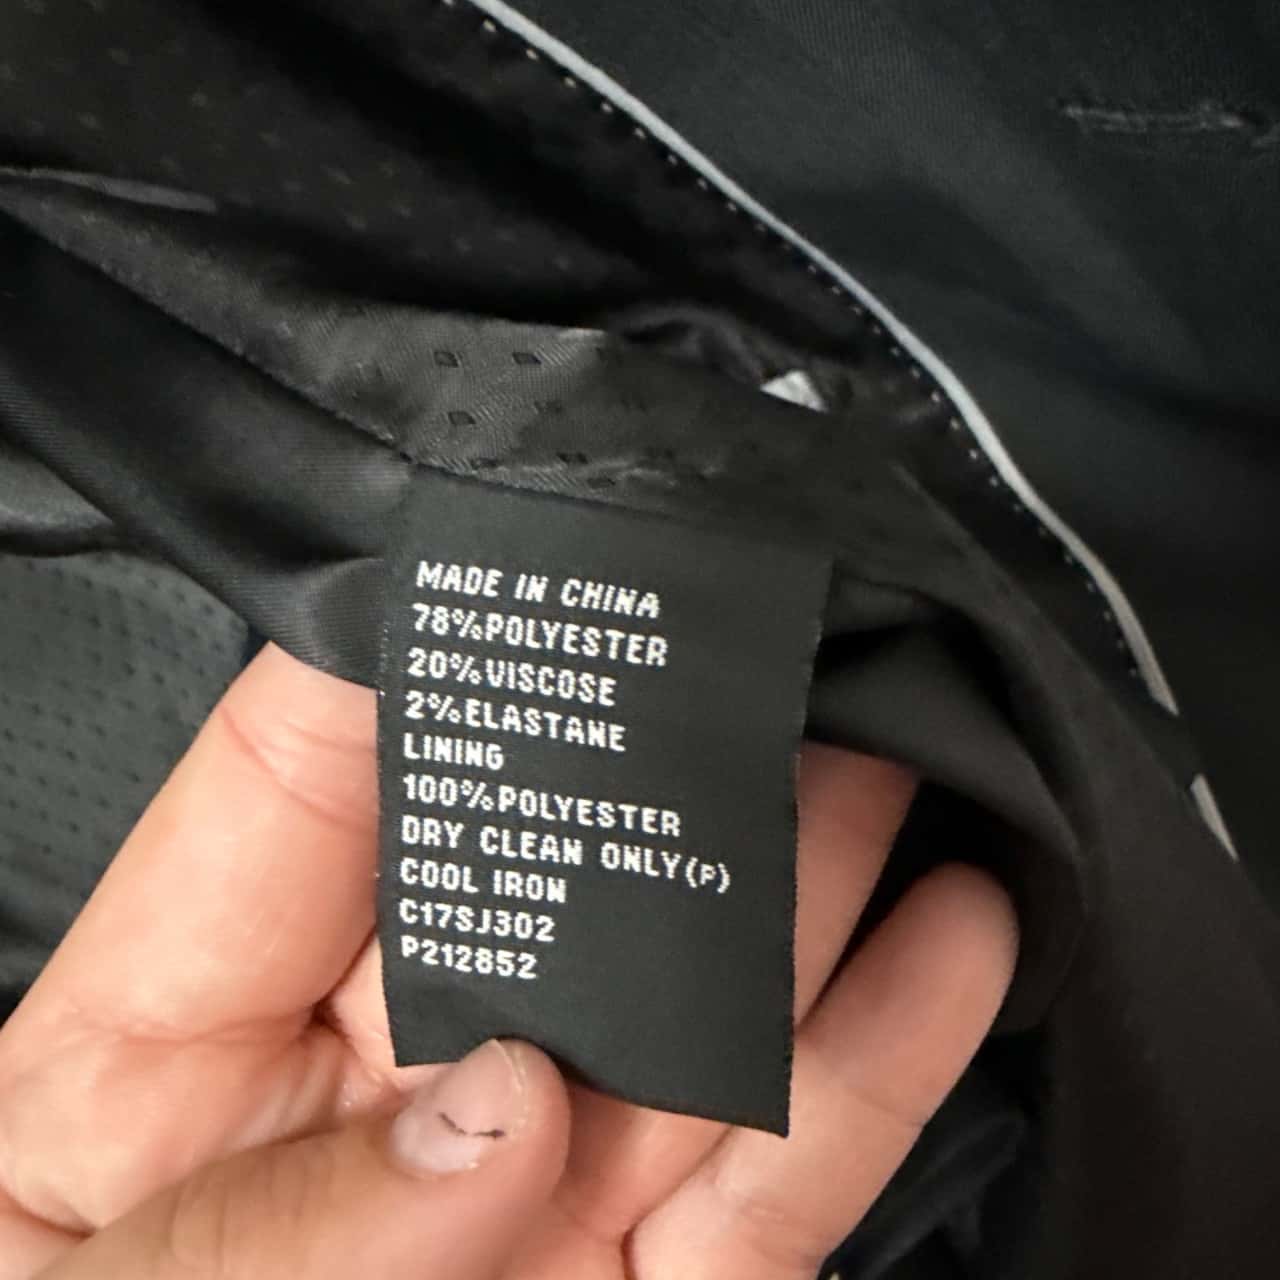 MADE IN CHINA
78%POLYESTER
20%VISCOSE
2%ELASTANE
LINING
100%POLYESTER
DRY CLEAN ONLY(P)
COOL IRON
C17SJ302
P212852